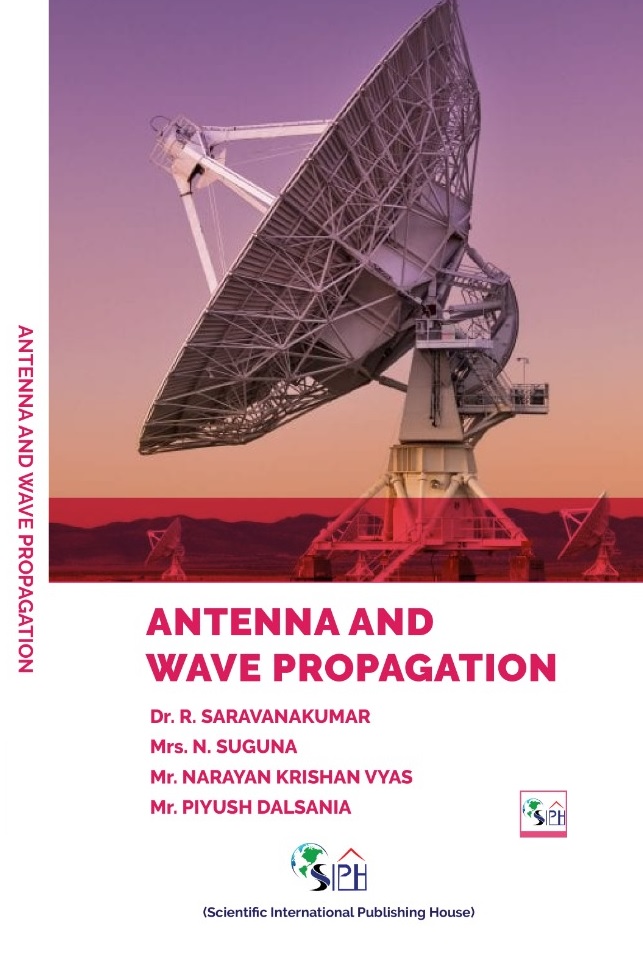 ANTENNA AND WAVE PROPAGATION
ANTENNA AND
WAVE PROPAGATION
Dr. R. SARAVANAKUMAR
Mrs. N. SUGUNA
Mr. NARAYAN KRISHAN VYAS
Mr. PIYUSH DALSANIA
SIPH
SIPH
(Scientific International Publishing House)